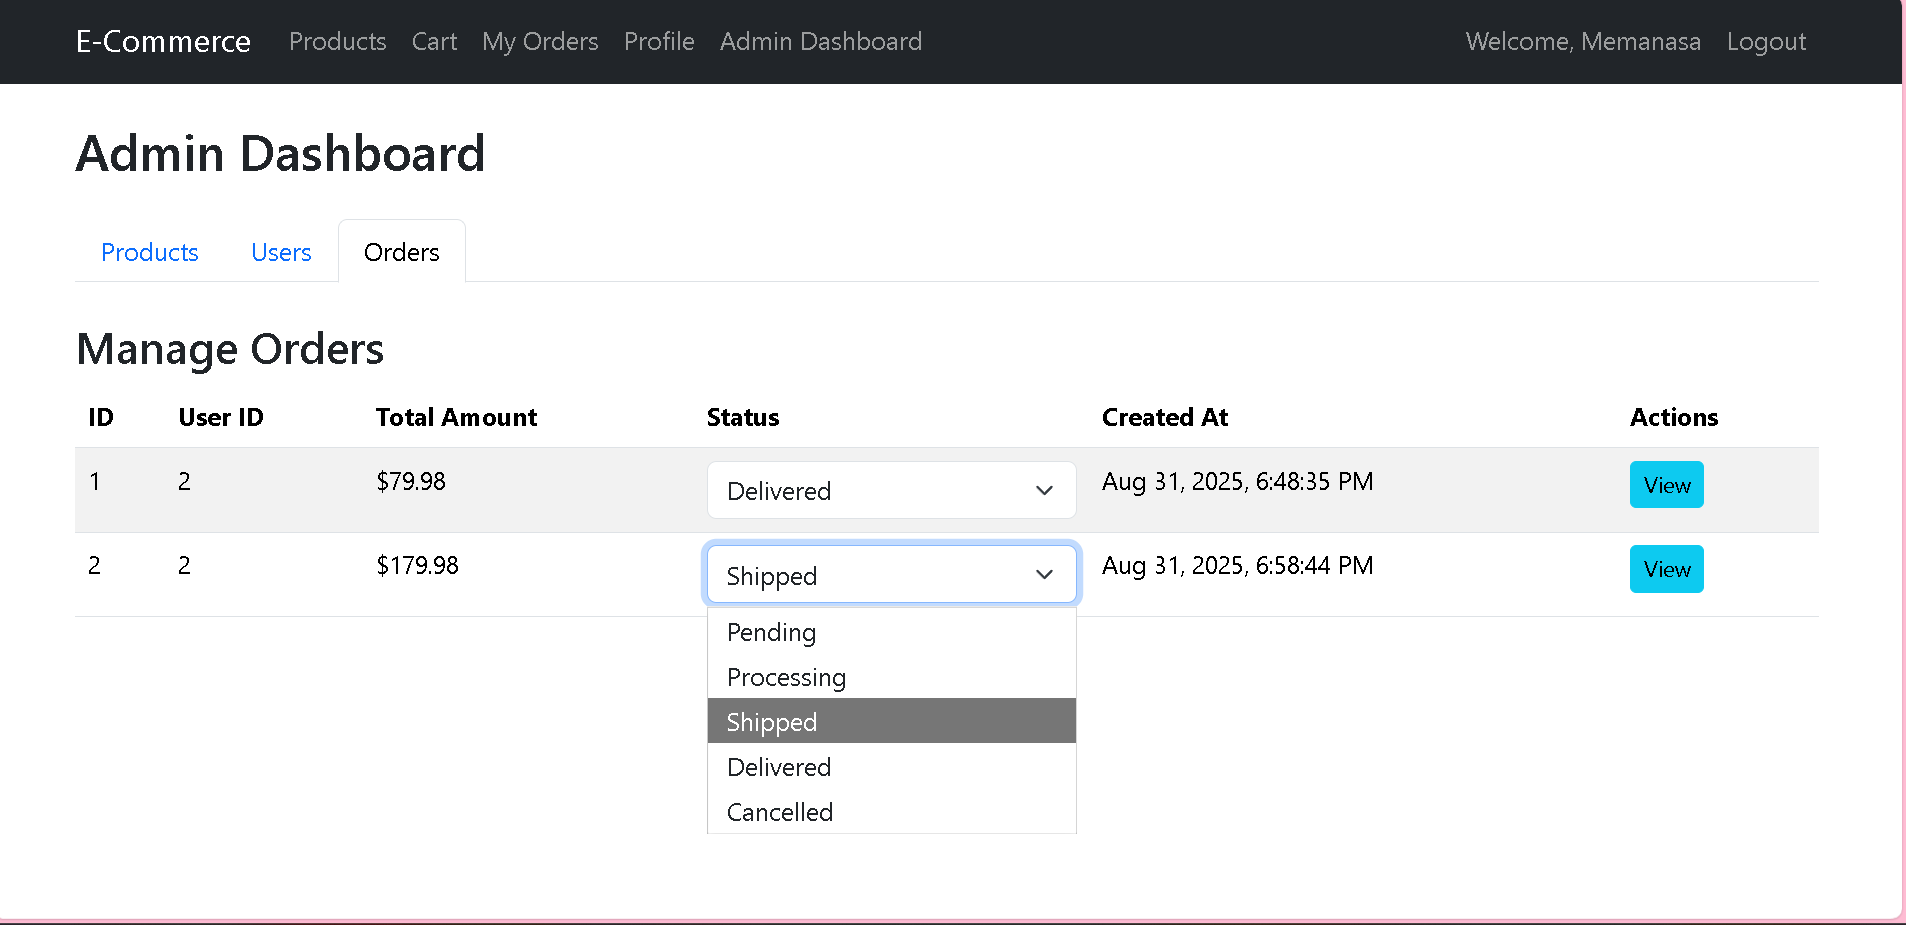 E-Commerce Products Cart My Orders Profile Admin Dashboard Welcome, Memanasa Logout
Admin Dashboard
Products Users Orders
Manage Orders
ID User ID Total Amount Status Created At Actions
1 2 $79.98 Delivered Aug 31, 2025, 6:48:35 PM View
2 2 $179.98 Shipped Aug 31, 2025, 6:58:44 PM View
Pending
Processing
Shipped
Delivered
Cancelled